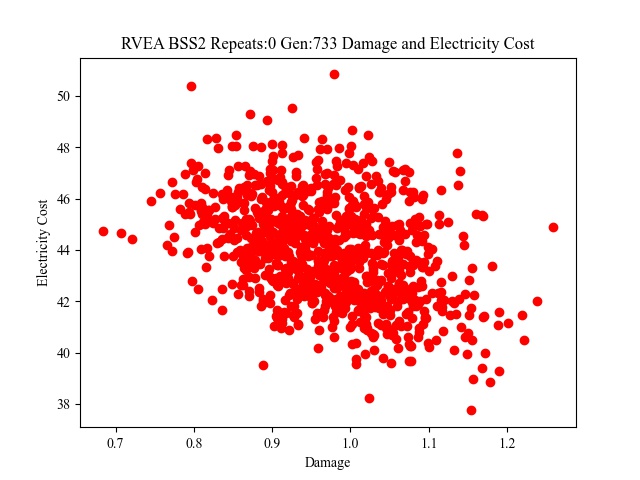 RVEA BSS2 Repeats:0 Gen:733 Damage and Electricity Cost
Electricity Cost
50
48
46
44
42
40
38
0.7 0.8 0.9 1.0 1.1 1.2
Damage